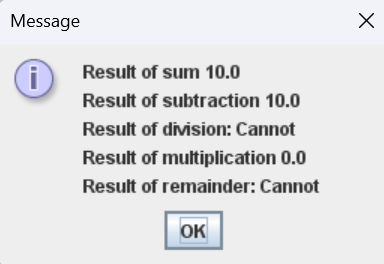 Message
Result of sum 10.0
Result of subtraction 10.0
Result of division: Cannot
Result of multiplication 0.0
Result of remainder: Cannot
OK